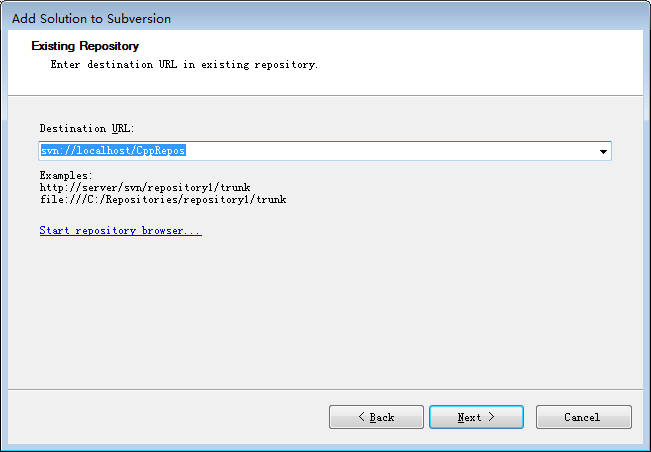 Add Solution to Subversion
Existing Repository
Enter destination URL in existing repository.
Destination URL:
svn://localhost/CppRepos
Examples:
http://server/svn/repository1/trunk
file:///C:/Repositories/repository1/trunk
Start repository browser...
< Back
Next >
Cancel